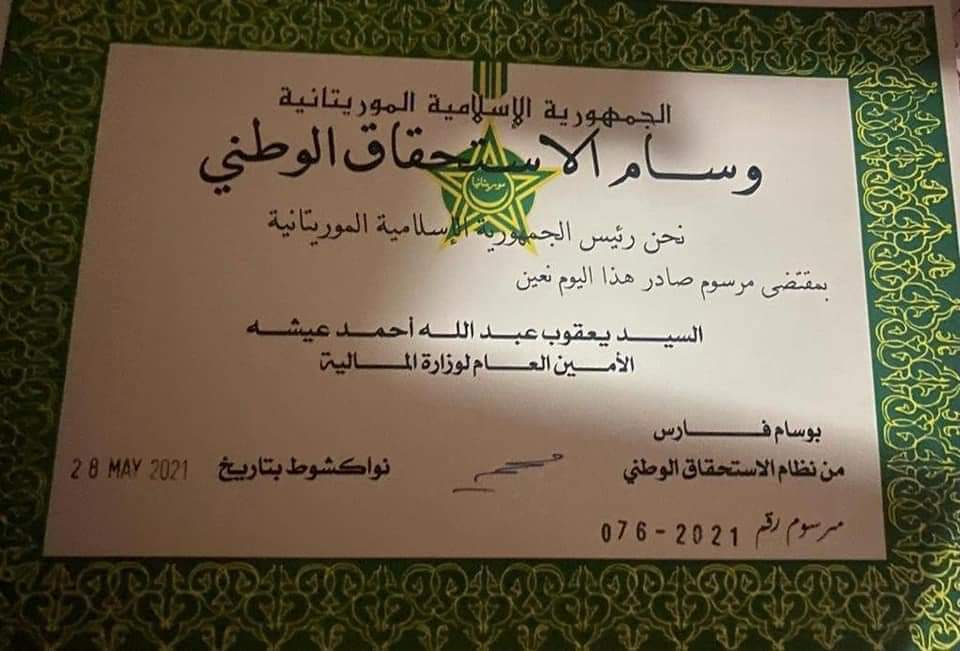 الجمهورية الإسلامية الموريتانية
وسام الاستحقاق الوطني
موريتانيا
نحن رئيس الجمهورية الإسلامية الموريتانية
بمقتضى مرسوم صادر هذا اليوم نعين
السيد يعقوب عبد الله أحمد عيشه
الأمين العام لوزارة المالية
بوسام فارس
من نظام الاستحقاق الوطني
نواكشوط بتاريخ 28 MAY 2021
مرسوم رقم 2021 - 076